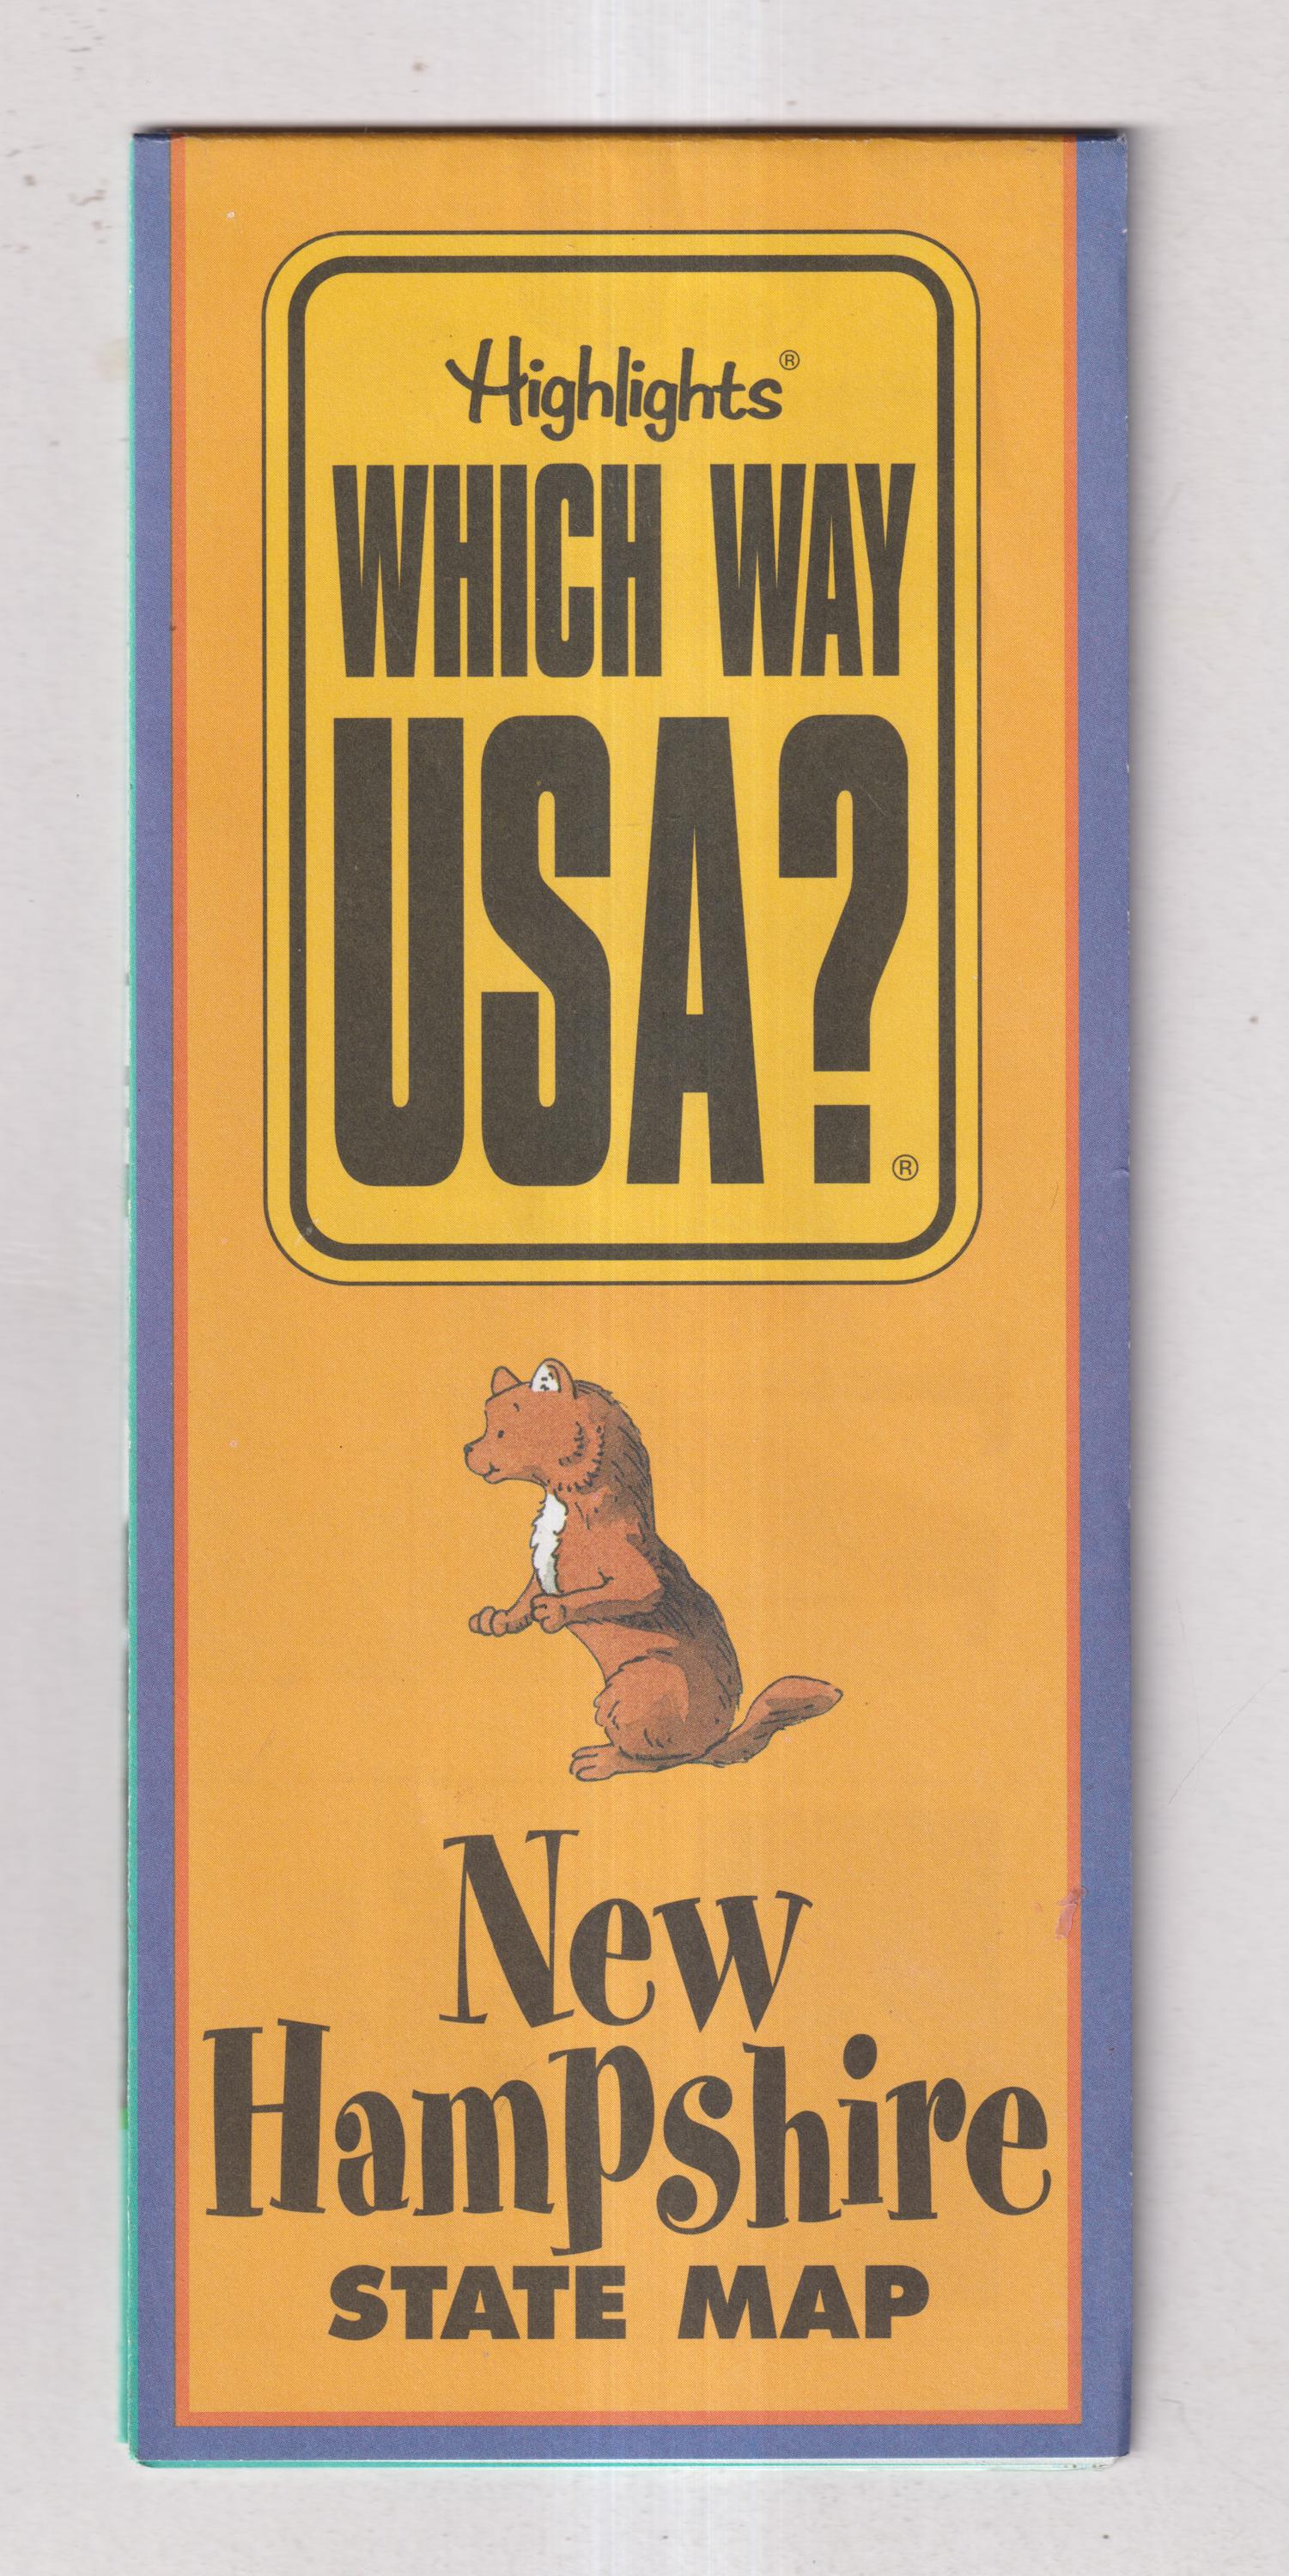 Highlights®
WHICH WAY
USA?®
New
Hampshire
STATE MAP